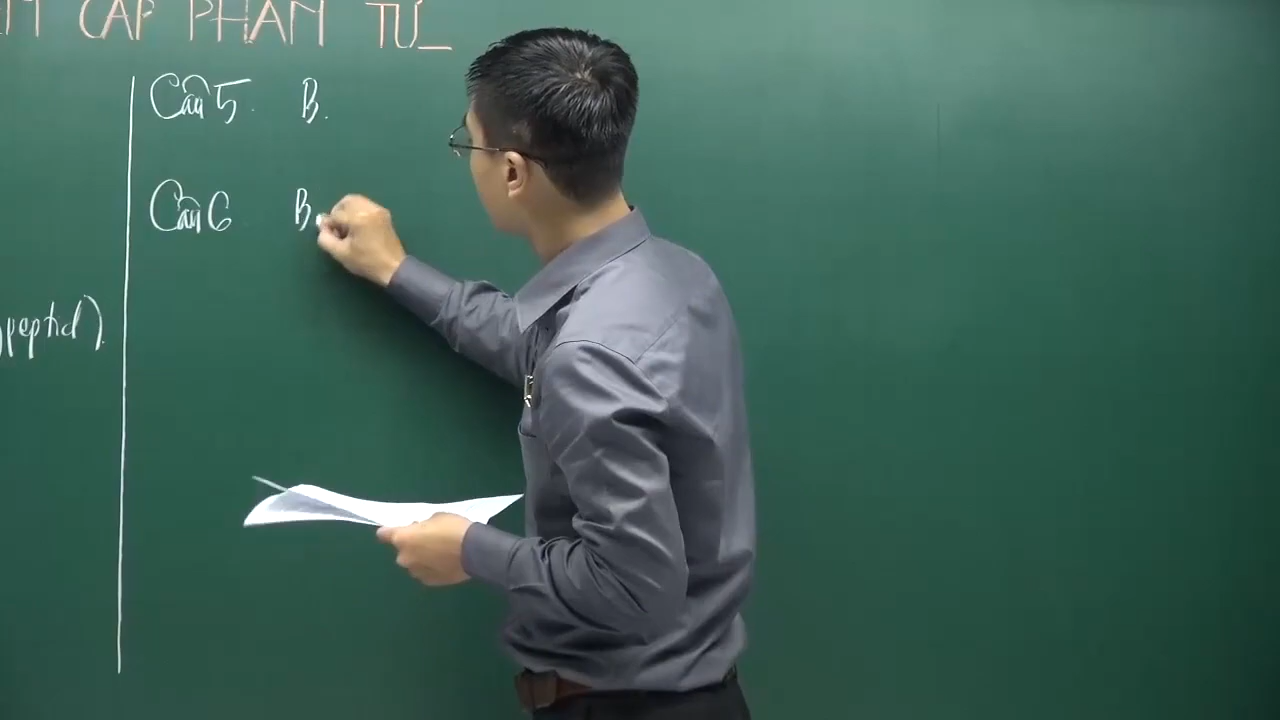 CẤP PHÂN TỬ
Câu 5. B.
Câu 6 B.
peptid).